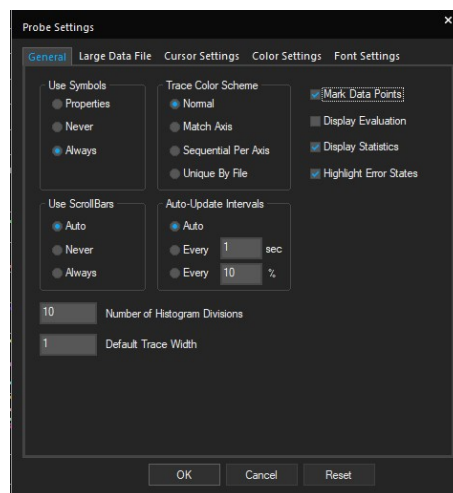 Probe Settings
×
General Large Data File Cursor Settings Color Settings Font Settings
Use Symbols
Properties
Never
Always
Trace Color Scheme
Normal
Match Axis
Sequential Per Axis
Unique By File
Mark Data Points
Display Evaluation
Display Statistics
Highlight Error States
Use ScrollBars
Auto
Never
Always
Auto-Update Intervals
Auto
Every 1 sec
Every 10 %
10 Number of Histogram Divisions
1 Default Trace Width
OK Cancel Reset